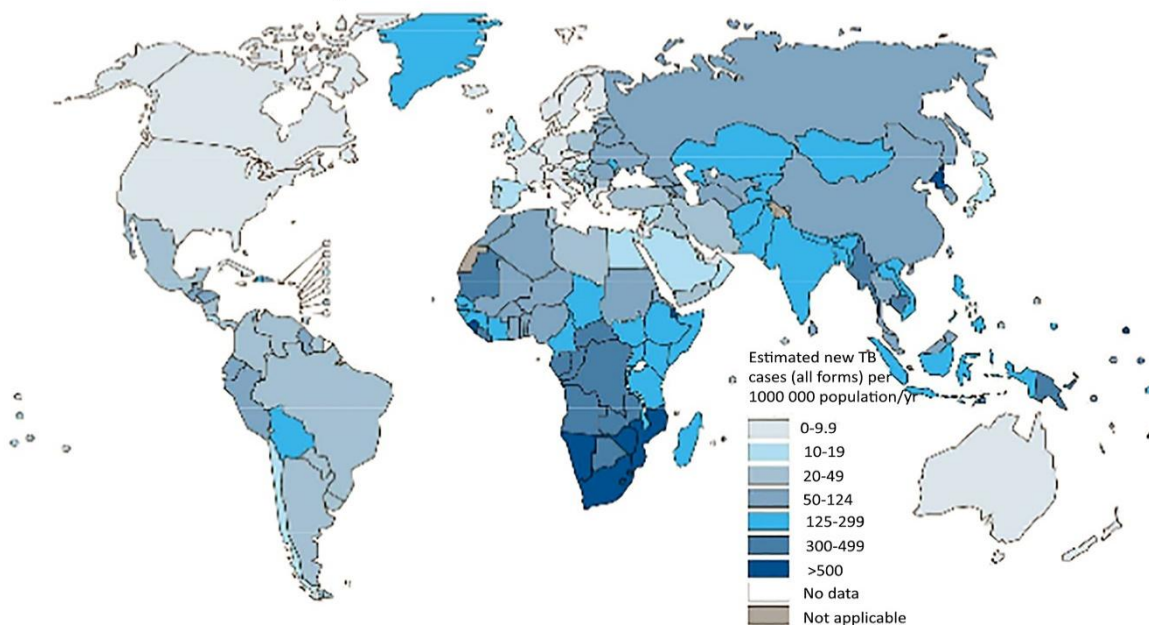 Estimated new TB
cases (all forms) per
1000 000 population/yr
0-9.9
10-19
20-49
50-124
125-299
300-499
>500
No data
Not applicable